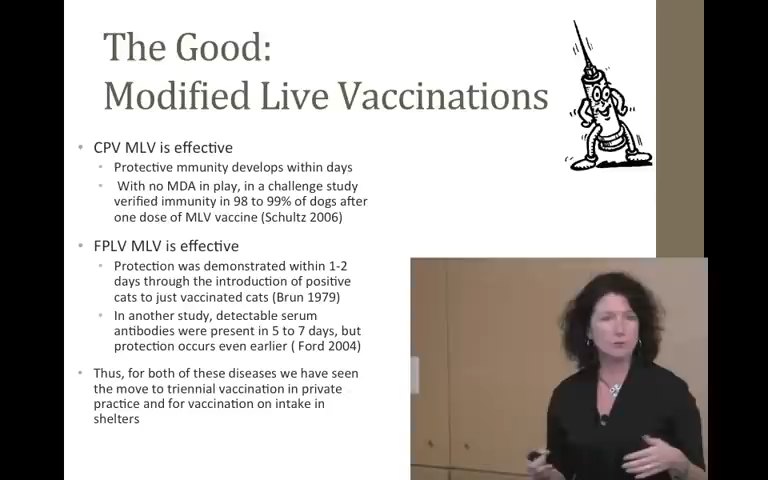 The Good:
Modified Live Vaccinations
• CPV MLV is effective
• Protective mmunity develops within days
• With no MDA in play, in a challenge study
verified immunity in 98 to 99% of dogs after
one dose of MLV vaccine (Schultz 2006)
• FPLV MLV is effective
• Protection was demonstrated within 1-2
days through the introduction of positive
cats to just vaccinated cats (Brun 1979)
• In another study, detectable serum
antibodies were present in 5 to 7 days, but
protection occurs even earlier ( Ford 2004)
• Thus, for both of these diseases we have seen
the move to triennial vaccination in private
practice and for vaccination on intake in
shelters